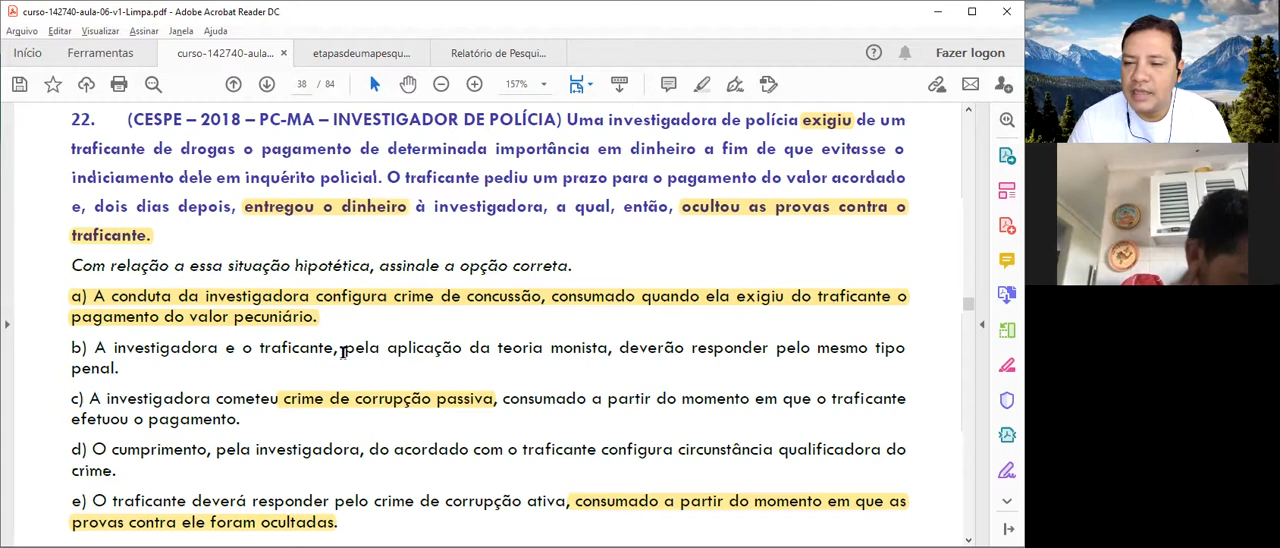 curso-142740-aula-06-v1-Limpa.pdf - Adobe Acrobat Reader DC
Arquivo Editar Visualizar Assinar Janela Ajuda
Início Ferramentas curso-142740-aula... × etapasdeumapesqu... Relatório de Pesqui... Fazer logon
38 / 84 157%
22. (CESPE – 2018 – PC-MA – INVESTIGADOR DE POLÍCIA) Uma investigadora de polícia exigiu de um
traficante de drogas o pagamento de determinada importância em dinheiro a fim de que evitasse o
indiciamento dele em inquérito policial. O traficante pediu um prazo para o pagamento do valor acordado
e, dois dias depois, entregou o dinheiro à investigadora, a qual, então, ocultou as provas contra o
traficante.
Com relação a essa situação hipotética, assinale a opção correta.
a) A conduta da investigadora configura crime de concussão, consumado quando ela exigiu do traficante o
pagamento do valor pecuniário.
b) A investigadora e o traficante, pela aplicação da teoria monista, deverão responder pelo mesmo tipo
penal.
c) A investigadora cometeu crime de corrupção passiva, consumado a partir do momento em que o traficante
efetuou o pagamento.
d) O cumprimento, pela investigadora, do acordado com o traficante configura circunstância qualificadora do
crime.
e) O traficante deverá responder pelo crime de corrupção ativa, consumado a partir do momento em que as
provas contra ele foram ocultadas.